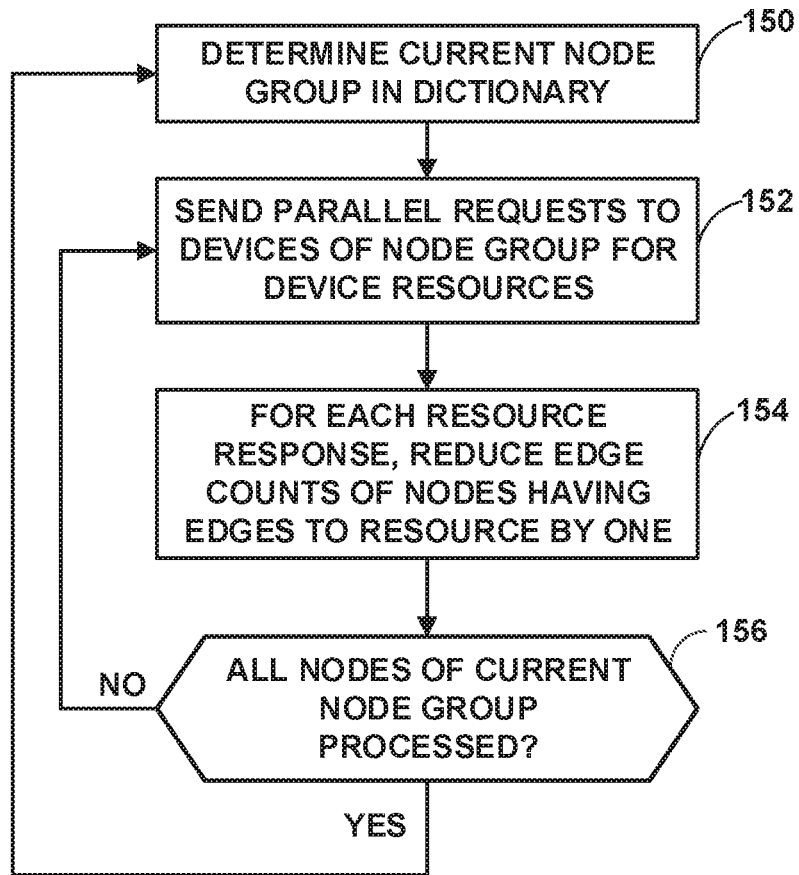 150
DETERMINE CURRENT NODE
GROUP IN DICTIONARY
152
SEND PARALLEL REQUESTS TO
DEVICES OF NODE GROUP FOR
DEVICE RESOURCES
154
FOR EACH RESOURCE
RESPONSE, REDUCE EDGE
COUNTS OF NODES HAVING
EDGES TO RESOURCE BY ONE
156
ALL NODES OF CURRENT
NODE GROUP
PROCESSED?
NO
YES